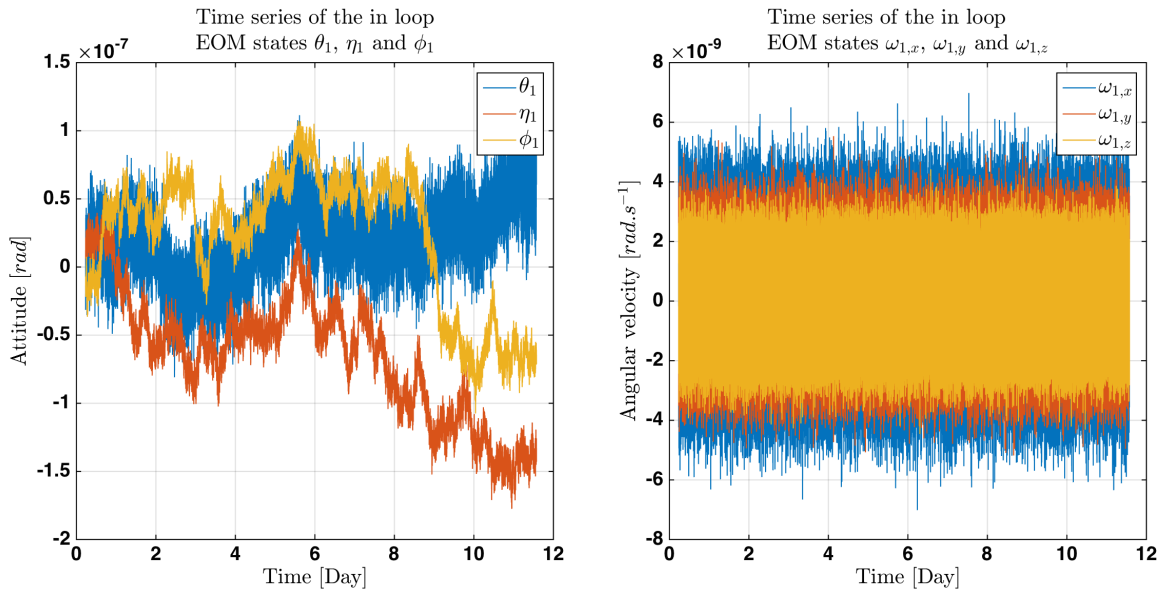 Time series of the in loop
EOM states θ₁, η₁ and ϕ₁
×10⁻⁷
1.5
1
0.5
0
-0.5
-1
-1.5
-2
Attitude [rad]
0 2 4 6 8 10 12
Time [Day]
θ₁
η₁
ϕ₁
Time series of the in loop
EOM states ω₁,ₓ, ω₁,y and ω₁,z
×10⁻⁹
8
6
4
2
0
-2
-4
-6
-8
Angular velocity [rad..s⁻¹]
0 2 4 6 8 10 12
Time [Day]
ω₁,ₓ
ω₁,y
ω₁,z